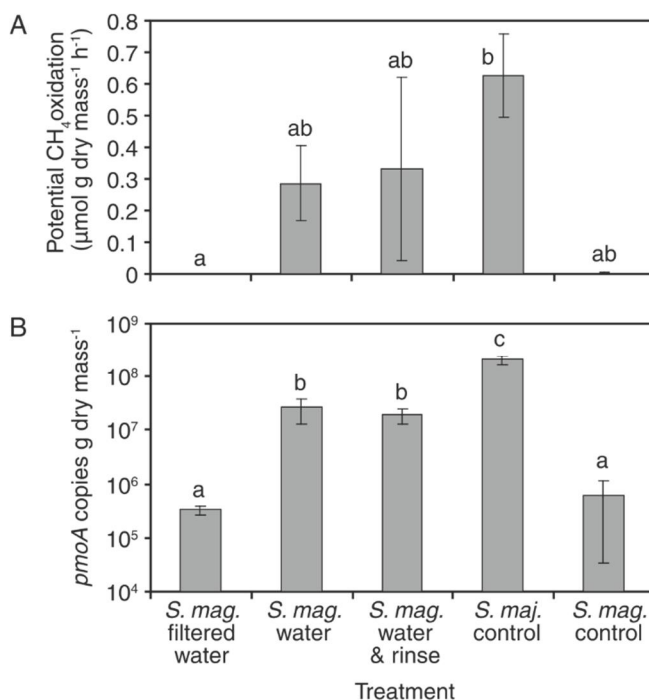 A
Potential CH₄ oxidation
(µmol g dry mass⁻¹ h⁻¹)
0.8
0.7
0.6
0.5
0.4
0.3
0.2
0.1
0
a
ab
ab
b
ab
B
pmoA copies g dry mass⁻¹
10⁹
10⁸
10⁷
10⁶
10⁵
10⁴
a
b
b
c
a
S. mag. filtered water
S. mag. water
S. mag. water & rinse
S. maj. control
S. mag. control
Treatment